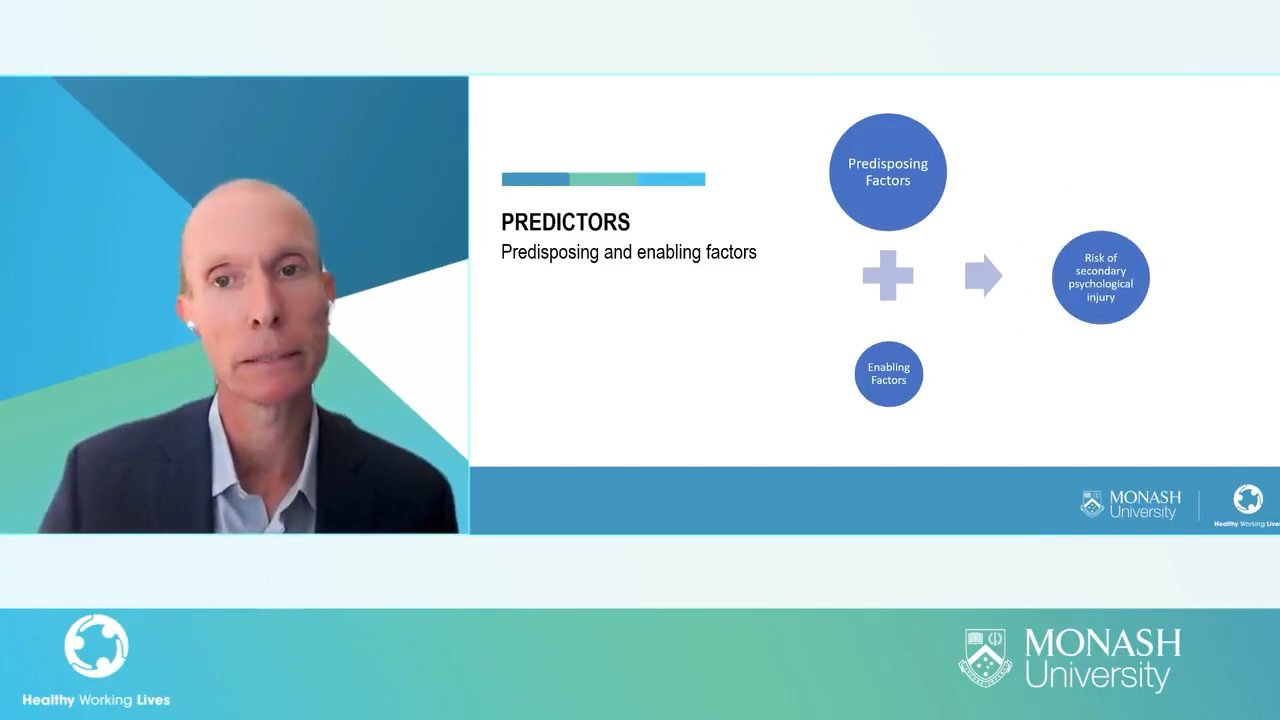 PREDICTORS
Predisposing and enabling factors
Predisposing
Factors
Enabling
Factors
Risk of
secondary
psychological
injury
MONASH
University
Healthy Working Lives
Healthy Working Lives
MONASH
University